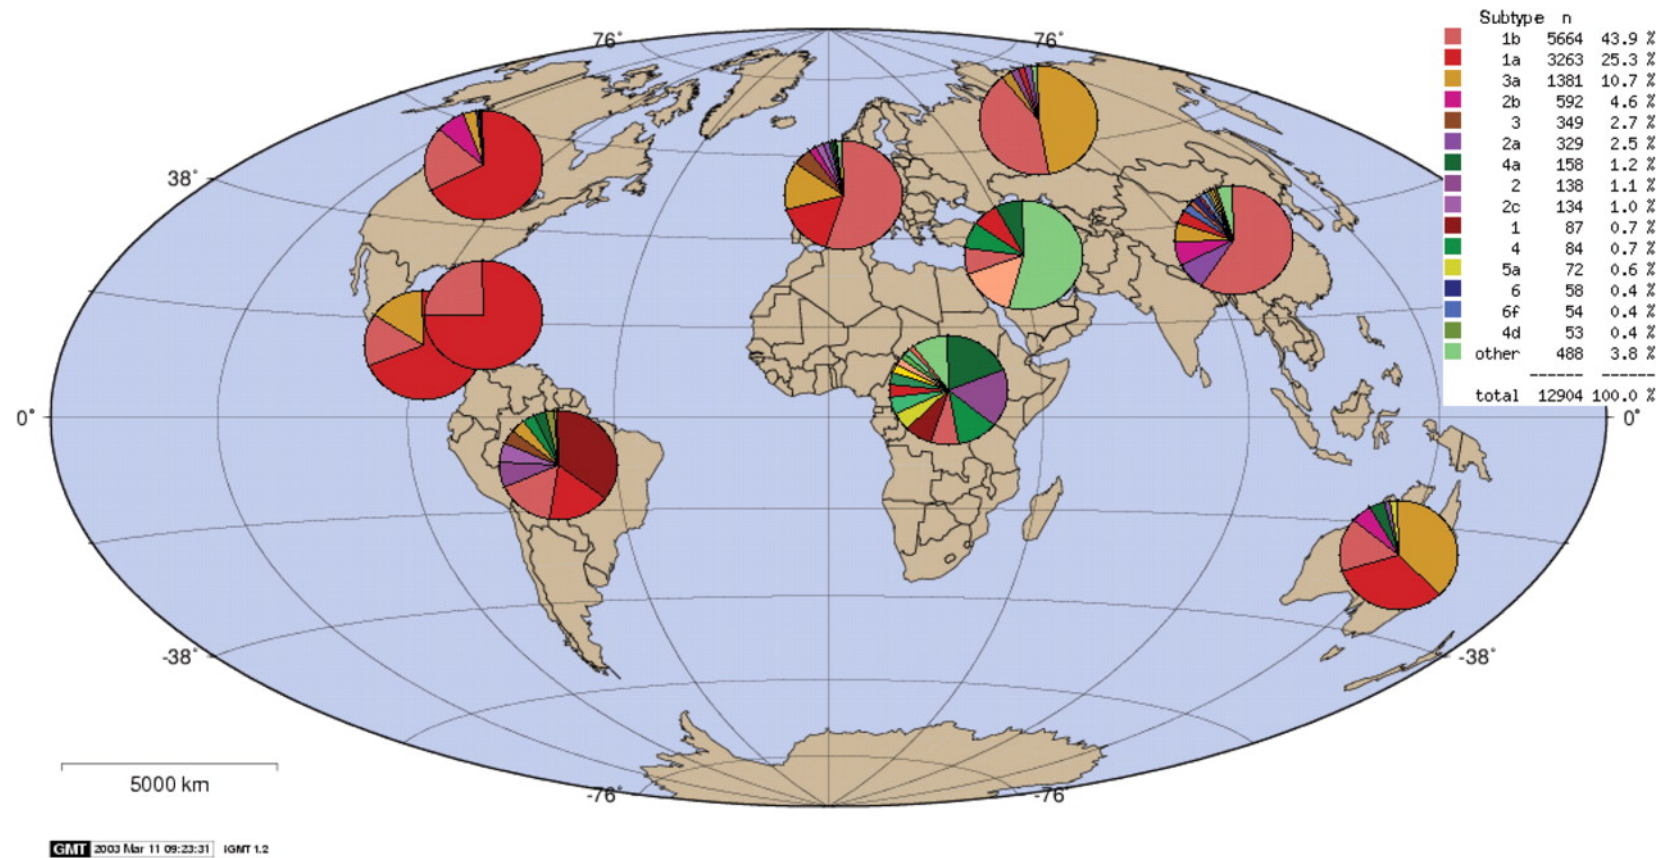 76°
76°
38°
0°
0°
-38°
-38°
-76°
-76°
Subtype n
1b 5664 43.9 %
1a 3263 25.3 %
3a 1381 10.7 %
2b 592 4.6 %
3 349 2.7 %
2a 329 2.5 %
4a 158 1.2 %
2 138 1.1 %
2c 134 1.0 %
1 87 0.7 %
4 84 0.7 %
5a 72 0.6 %
6 58 0.4 %
6f 54 0.4 %
4d 53 0.4 %
other 488 3.8 %
------ ------
total 12904 100.0 %
5000 km
GMT 2003 Mar 11 09:23:31 iGMT 1.2